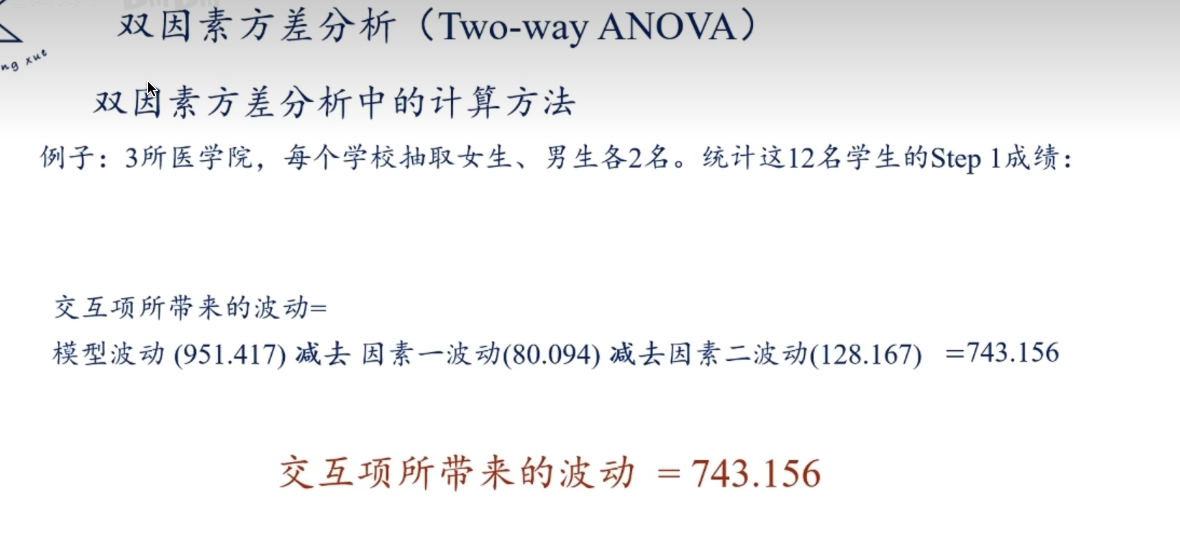 双因素方差分析（Two-way ANOVA）
ng xue
双因素方差分析中的计算方法
例子：3所医学院，每个学校抽取女生、男生各2名。统计这12名学生的Step 1成绩：
交互项所带来的波动=
模型波动 (951.417) 减去 因素一波动(80.094) 减去因素二波动(128.167) =743.156
交互项所带来的波动 = 743.156